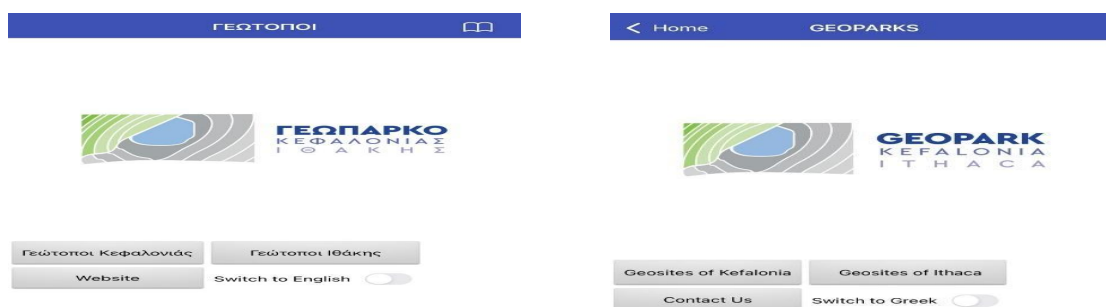 ΓΕΩΤΟΠΟΙ
ΓΕΩΠΑΡΚΟ
ΚΕΦΑΛΟΝΙΑΣ
ΙΘΑΚΗΣ
Γεώτοποι Κεφαλονιάς
Γεώτοποι Ιθάκης
Website
Switch to English
Home
GEOPARKS
GEOPARK
KEFALONIA
ITHACA
Geosites of Kefalonia
Geosites of Ithaca
Contact Us
Switch to Greek